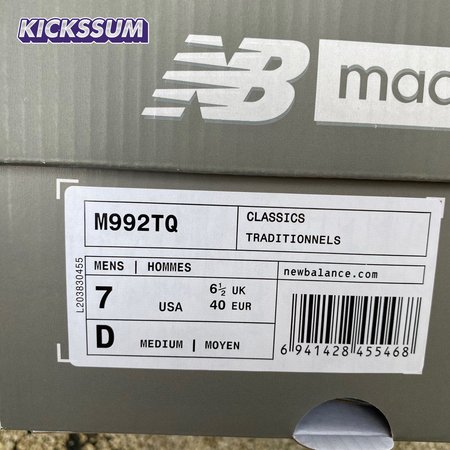 KICKSSUM
NB mad
M992TQ
CLASSICS
TRADITIONNELS
L203830455
MENS | HOMMES
7 USA
6½ UK
40 EUR
D MEDIUM | MOYEN
newbalance.com
6 941428 455468